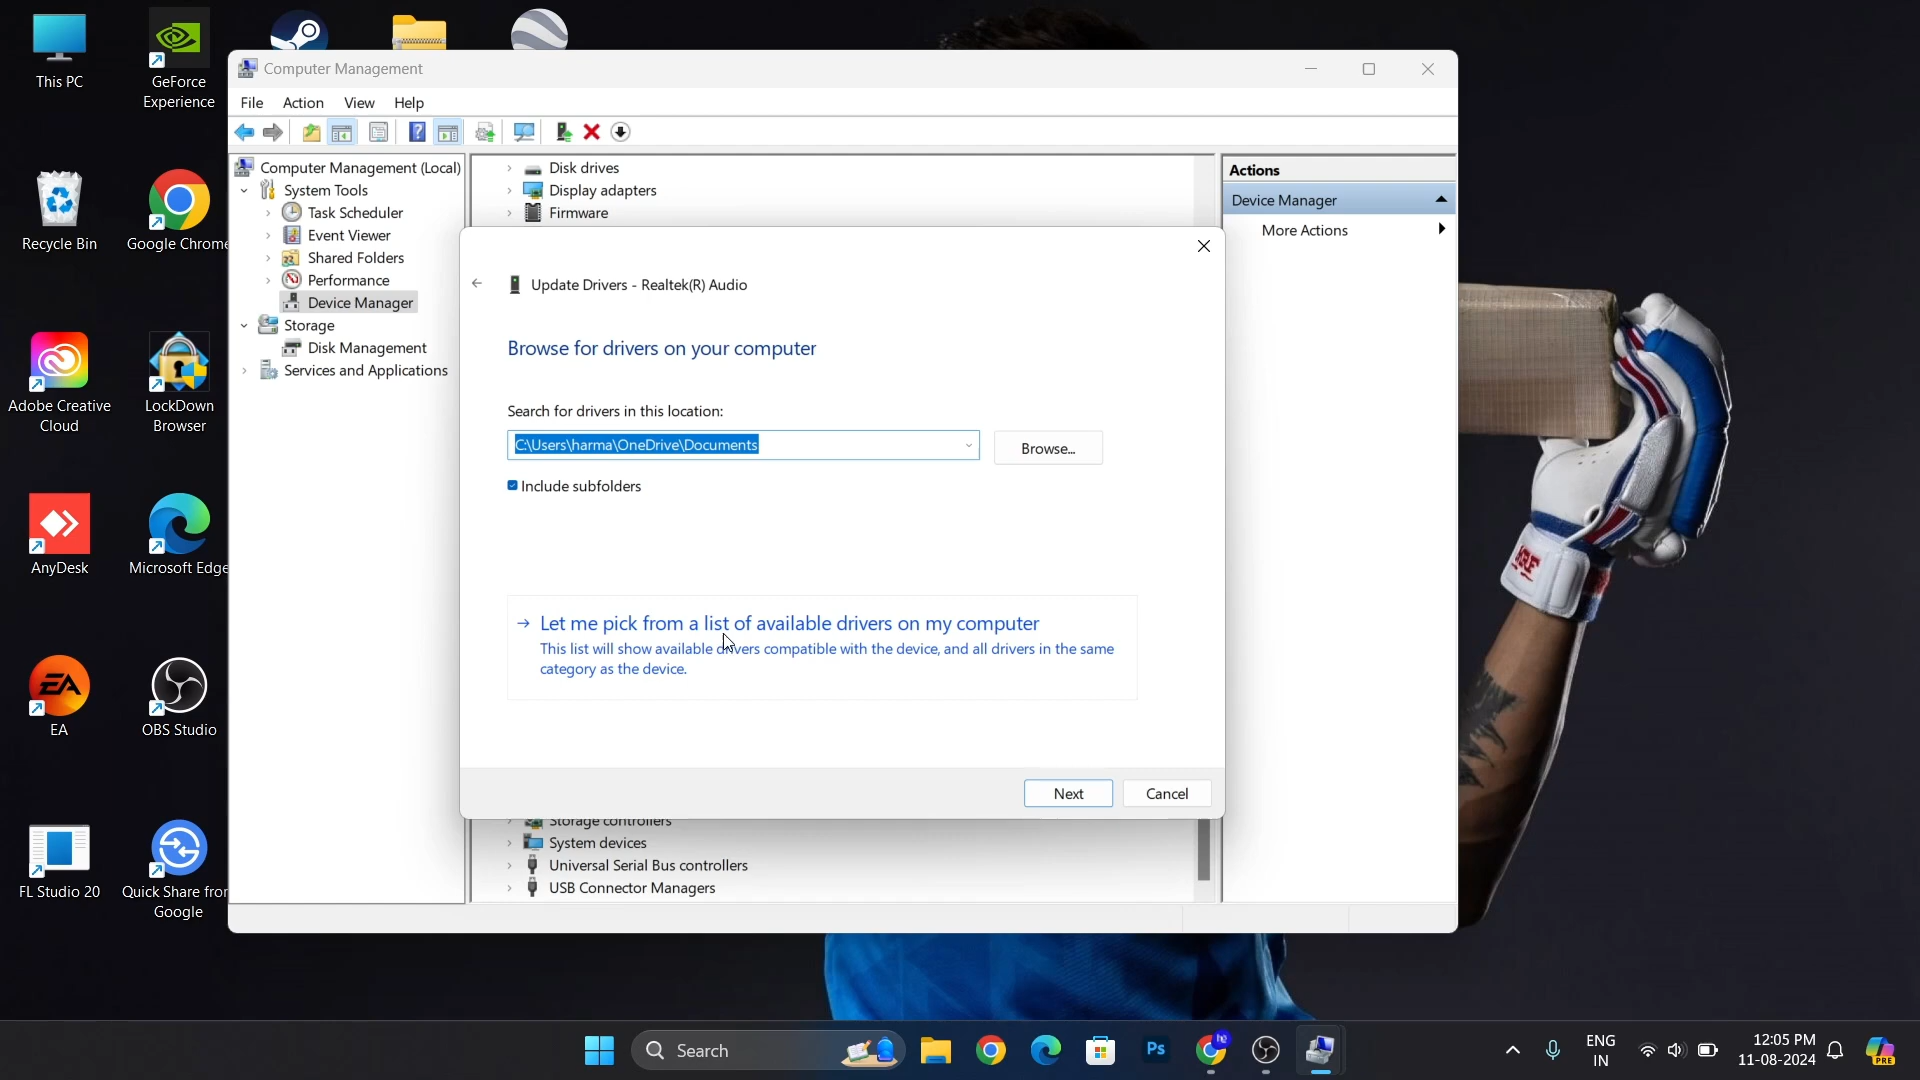 This PC
GeForce
Experience
Recycle Bin
Google Chrome
Adobe Creative
Cloud
LockDown
Browser
AnyDesk
Microsoft Edge
EA
OBS Studio
FL Studio 20
Quick Share from
Google
Computer Management
File Action View Help
Computer Management (Local)
System Tools
Task Scheduler
Event Viewer
Shared Folders
Performance
Device Manager
Storage
Disk Management
Services and Applications
Disk drives
Display adapters
Firmware
Actions
Device Manager
More Actions
Update Drivers - Realtek(R) Audio
Browse for drivers on your computer
Search for drivers in this location:
C:\Users\harma\OneDrive\Documents
Browse...
Include subfolders
Let me pick from a list of available drivers on my computer
This list will show available drivers compatible with the device, and all drivers in the same
category as the device.
Next Cancel
Storage controllers
System devices
Universal Serial Bus controllers
USB Connector Managers
Search
Ps
he
ENG
IN
12:05 PM
11-08-2024
PRE